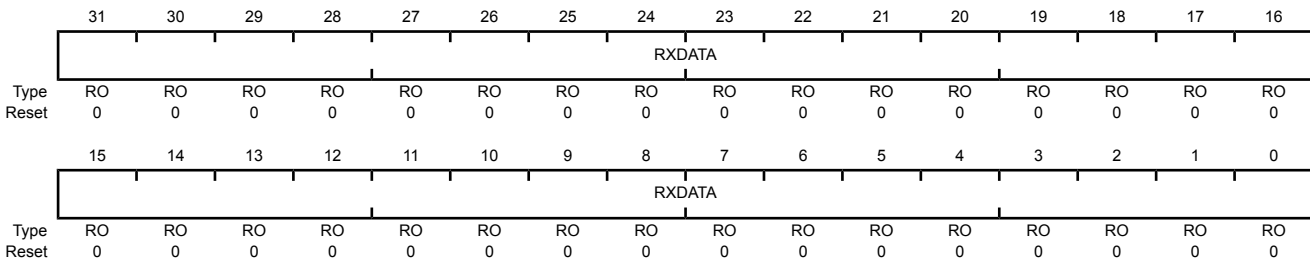 31 30 29 28 27 26 25 24 23 22 21 20 19 18 17 16
RXDATA
Type RO RO RO RO RO RO RO RO RO RO RO RO RO RO RO RO
Reset 0 0 0 0 0 0 0 0 0 0 0 0 0 0 0 0
15 14 13 12 11 10 9 8 7 6 5 4 3 2 1 0
RXDATA
Type RO RO RO RO RO RO RO RO RO RO RO RO RO RO RO RO
Reset 0 0 0 0 0 0 0 0 0 0 0 0 0 0 0 0